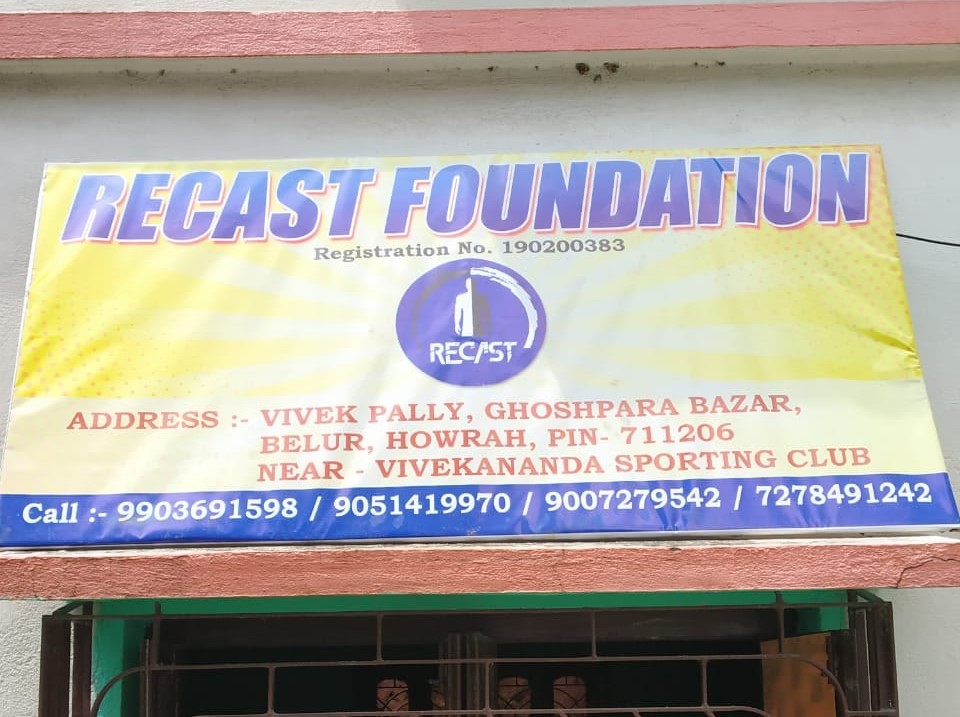 RECAST FOUNDATION
Registration No. 190200383
RECAST
ADDRESS :- VIVEK PALLY, GHOSHPARA BAZAR,
BELUR, HOWRAH, PIN- 711206
NEAR - VIVEKANANDA SPORTING CLUB
Call :- 9903691598 / 9051419970 / 9007279542 / 7278491242